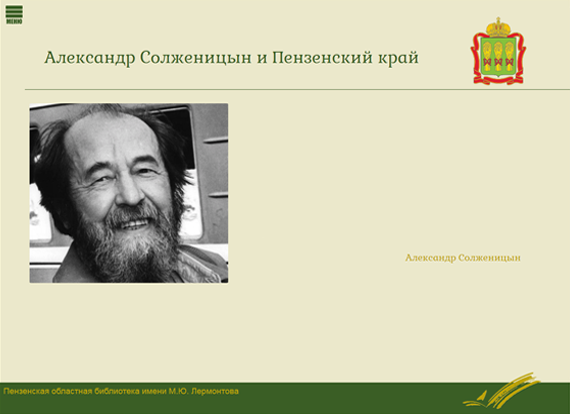 МЕНЮ
Александр Солженицын и Пензенский край
Александр Солженицын
Пензенская областная библиотека имени М.Ю. Лермонтова